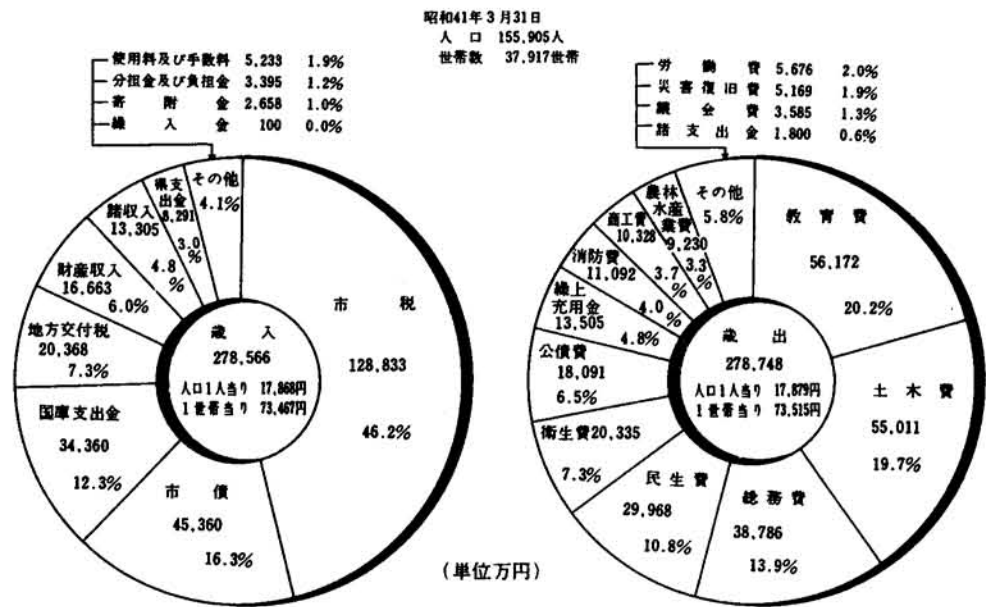 昭和41年3月31日
人口 155,905人
世帯数 37,917世帯
使用料及び手数料 5,233 1.9%
分担金及び負担金 3,395 1.2%
寄附金 2,658 1.0%
繰入金 100 0.0%
その他
4.1%
県支出金
8,291
3.0%
諸収入
13,305
4.8%
財産収入
16,663
6.0%
地方交付税
20,368
7.3%
国庫支出金
34,360
12.3%
市債
45,360
16.3%
市税
128,833
46.2%
歳入
278,566
人口1人当り 17,868円
1世帯当り 73,467円
労働費 5,676 2.0%
災害復旧費 5,169 1.9%
議会費 3,585 1.3%
諸支出金 1,800 0.6%
その他
5.8%
農林
水産
業費
9,230
3.3%
商工費
10,328
3.7%
消防費
11,092
4.0%
繰上
充用金
13,505
4.8%
公債費
18,091
6.5%
衛生費20,335
7.3%
民生費
29,968
10.8%
総務費
38,786
13.9%
土木費
55,011
19.7%
教育費
56,172
20.2%
歳出
278,748
人口1人当り 17,879円
1世帯当り 73,515円
(単位万円)